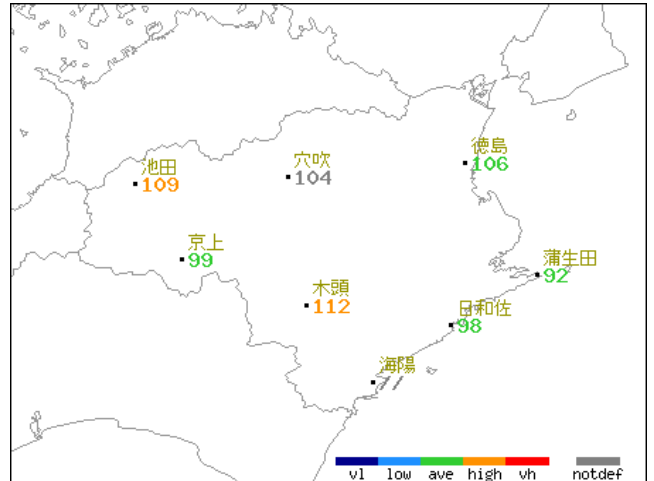 徳島
106
穴吹
104
池田
109
京上
99
蒲生田
92
木頭
112
日和佐
98
海陽
//
vl low ave high vh notdef